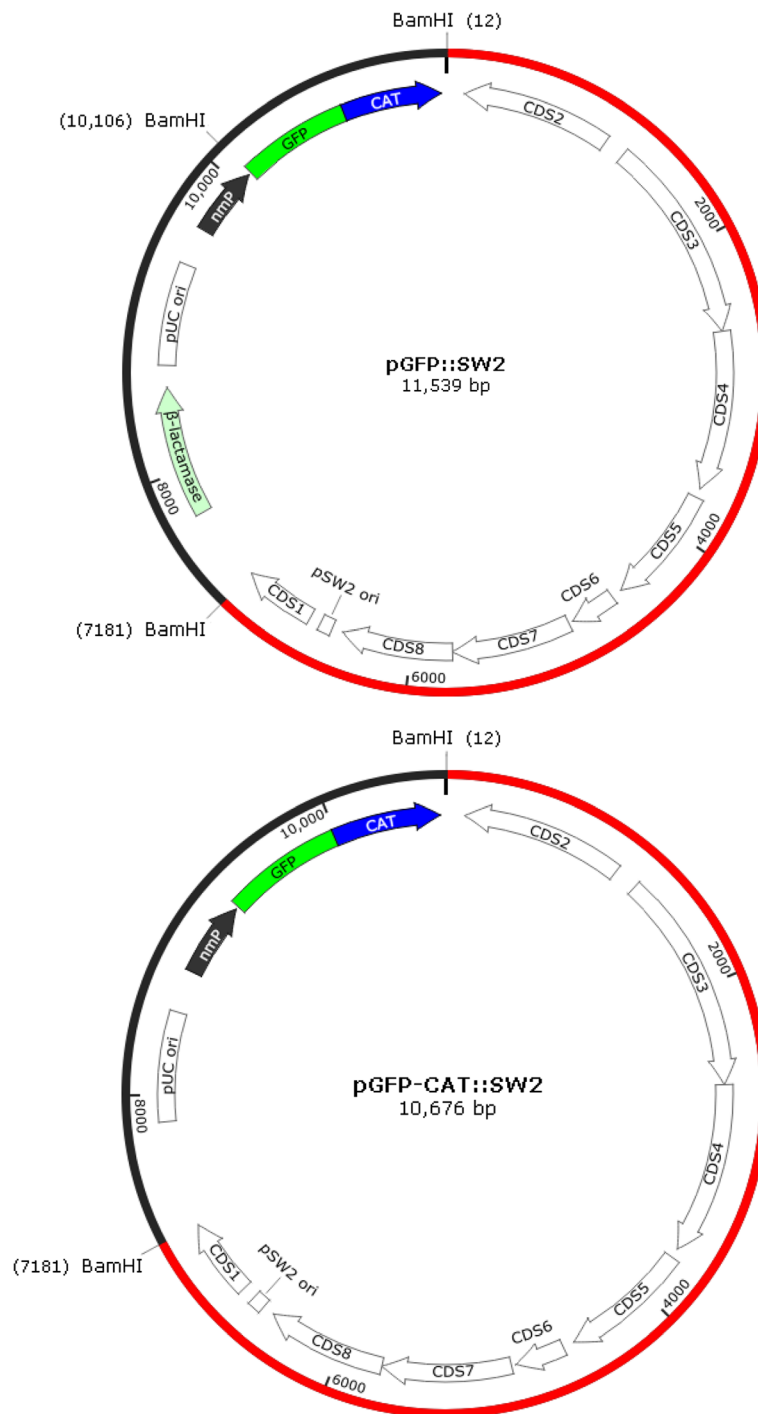 BamHI (12)
(10,106) BamHI
CAT
GFP
nmP
10,000
CDS2
2000
CDS3
pUC ori
pGFP::SW2
11,539 bp
CDS4
β-lactamase
8000
4000
CDS5
CDS6
pSW2 ori
CDS1
(7181) BamHI
CDS8
CDS7
6000
BamHI (12)
10,000
CAT
GFP
nmP
CDS2
2000
CDS3
pUC ori
8000
pGFP-CAT::SW2
10,676 bp
CDS4
(7181) BamHI
CDS1
pSW2 ori
CDS5
4000
CDS6
CDS8
CDS7
6000